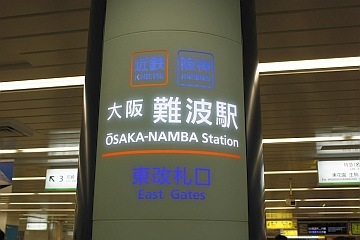 近鉄 阪神
KINTETSU HANSHIN
大阪 難波駅
ŌSAKA-NAMBA Station
東改札口
East Gates
3